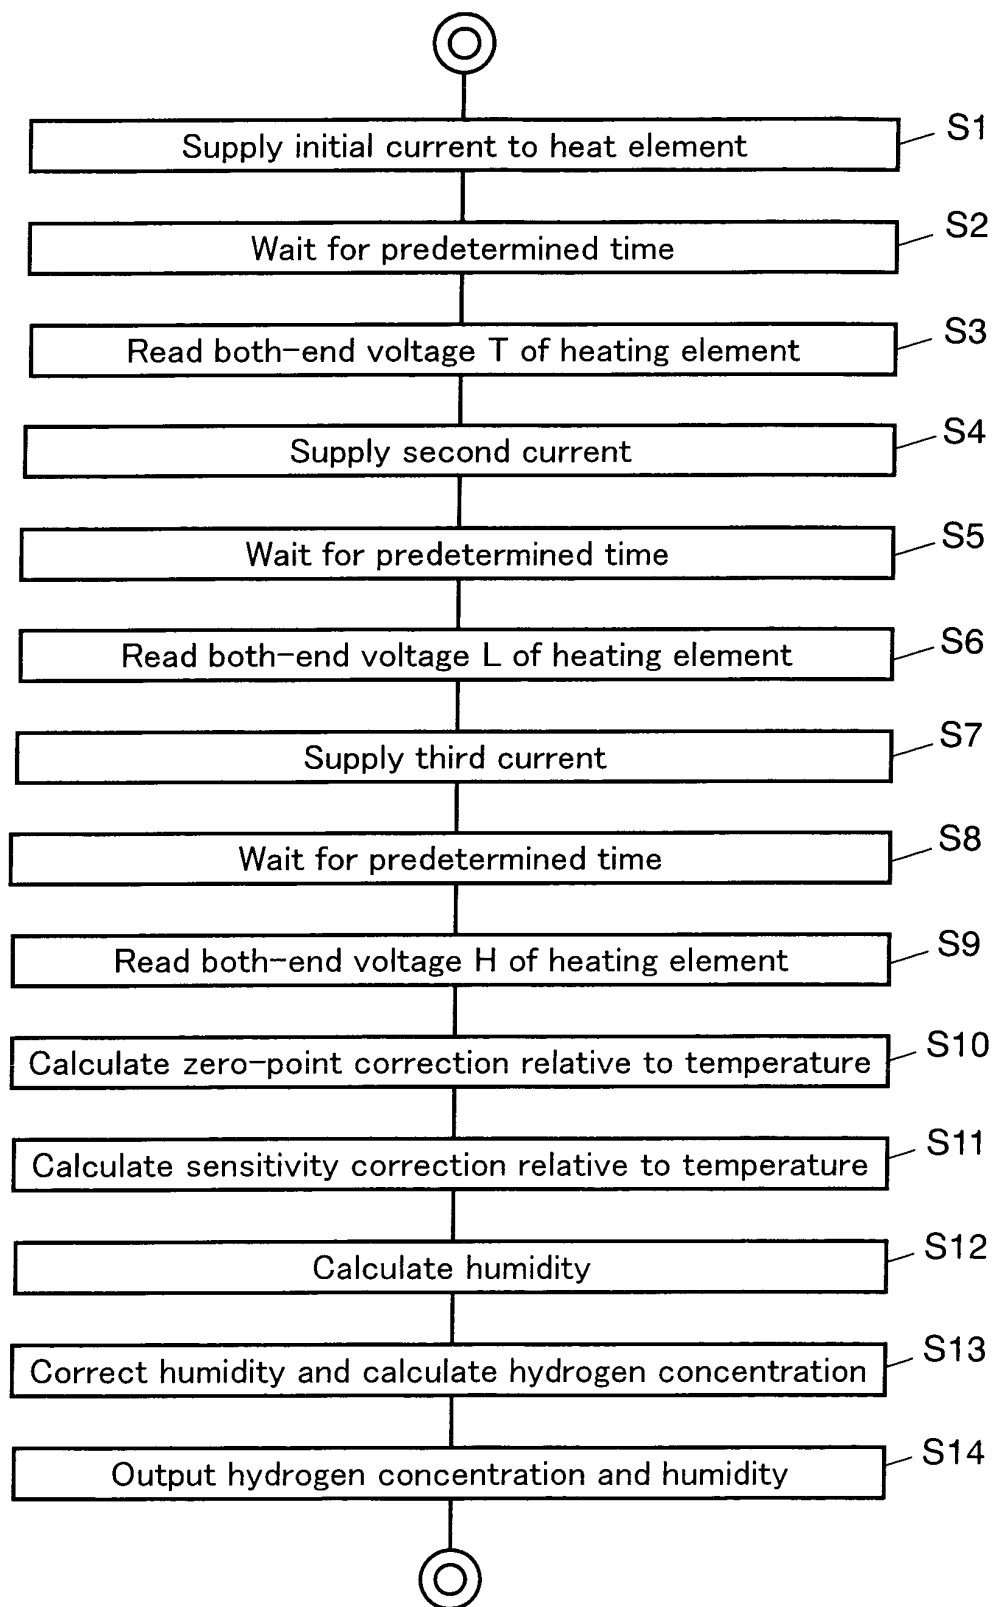 Supply initial current to heat element
S1
Wait for predetermined time
S2
Read both-end voltage T of heating element
S3
Supply second current
S4
Wait for predetermined time
S5
Read both-end voltage L of heating element
S6
Supply third current
S7
Wait for predetermined time
S8
Read both-end voltage H of heating element
S9
Calculate zero-point correction relative to temperature
S10
Calculate sensitivity correction relative to temperature
S11
Calculate humidity
S12
Correct humidity and calculate hydrogen concentration
S13
Output hydrogen concentration and humidity
S14